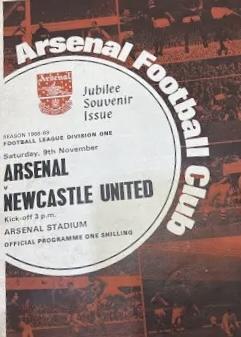 Arsenal Football Club
Arsenal
Jubilee
Souvenir
Issue
SEASON 1968-69
FOOTBALL LEAGUE DIVISION ONE
Saturday, 9th November
ARSENAL
v
NEWCASTLE UNITED
Kick-off 3 p.m.
ARSENAL STADIUM
OFFICIAL PROGRAMME ONE SHILLING